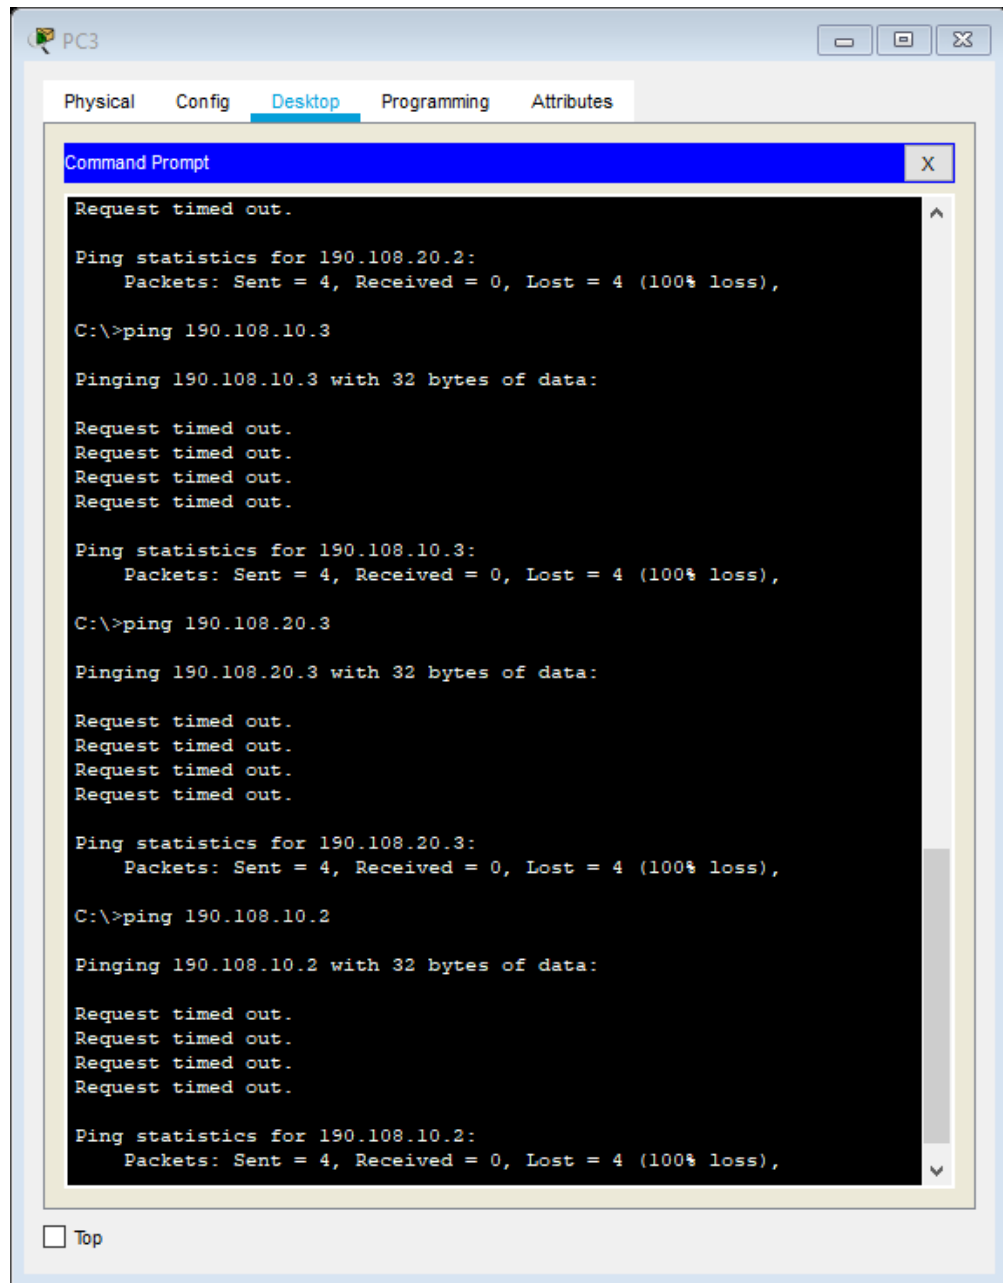 PC3
Physical Config Desktop Programming Attributes
Command Prompt X
Request timed out.
Ping statistics for 190.108.20.2:
Packets: Sent = 4, Received = 0, Lost = 4 (100% loss),
C:\>ping 190.108.10.3
Pinging 190.108.10.3 with 32 bytes of data:
Request timed out.
Request timed out.
Request timed out.
Request timed out.
Ping statistics for 190.108.10.3:
Packets: Sent = 4, Received = 0, Lost = 4 (100% loss),
C:\>ping 190.108.20.3
Pinging 190.108.20.3 with 32 bytes of data:
Request timed out.
Request timed out.
Request timed out.
Request timed out.
Ping statistics for 190.108.20.3:
Packets: Sent = 4, Received = 0, Lost = 4 (100% loss),
C:\>ping 190.108.10.2
Pinging 190.108.10.2 with 32 bytes of data:
Request timed out.
Request timed out.
Request timed out.
Request timed out.
Ping statistics for 190.108.10.2:
Packets: Sent = 4, Received = 0, Lost = 4 (100% loss),
Top